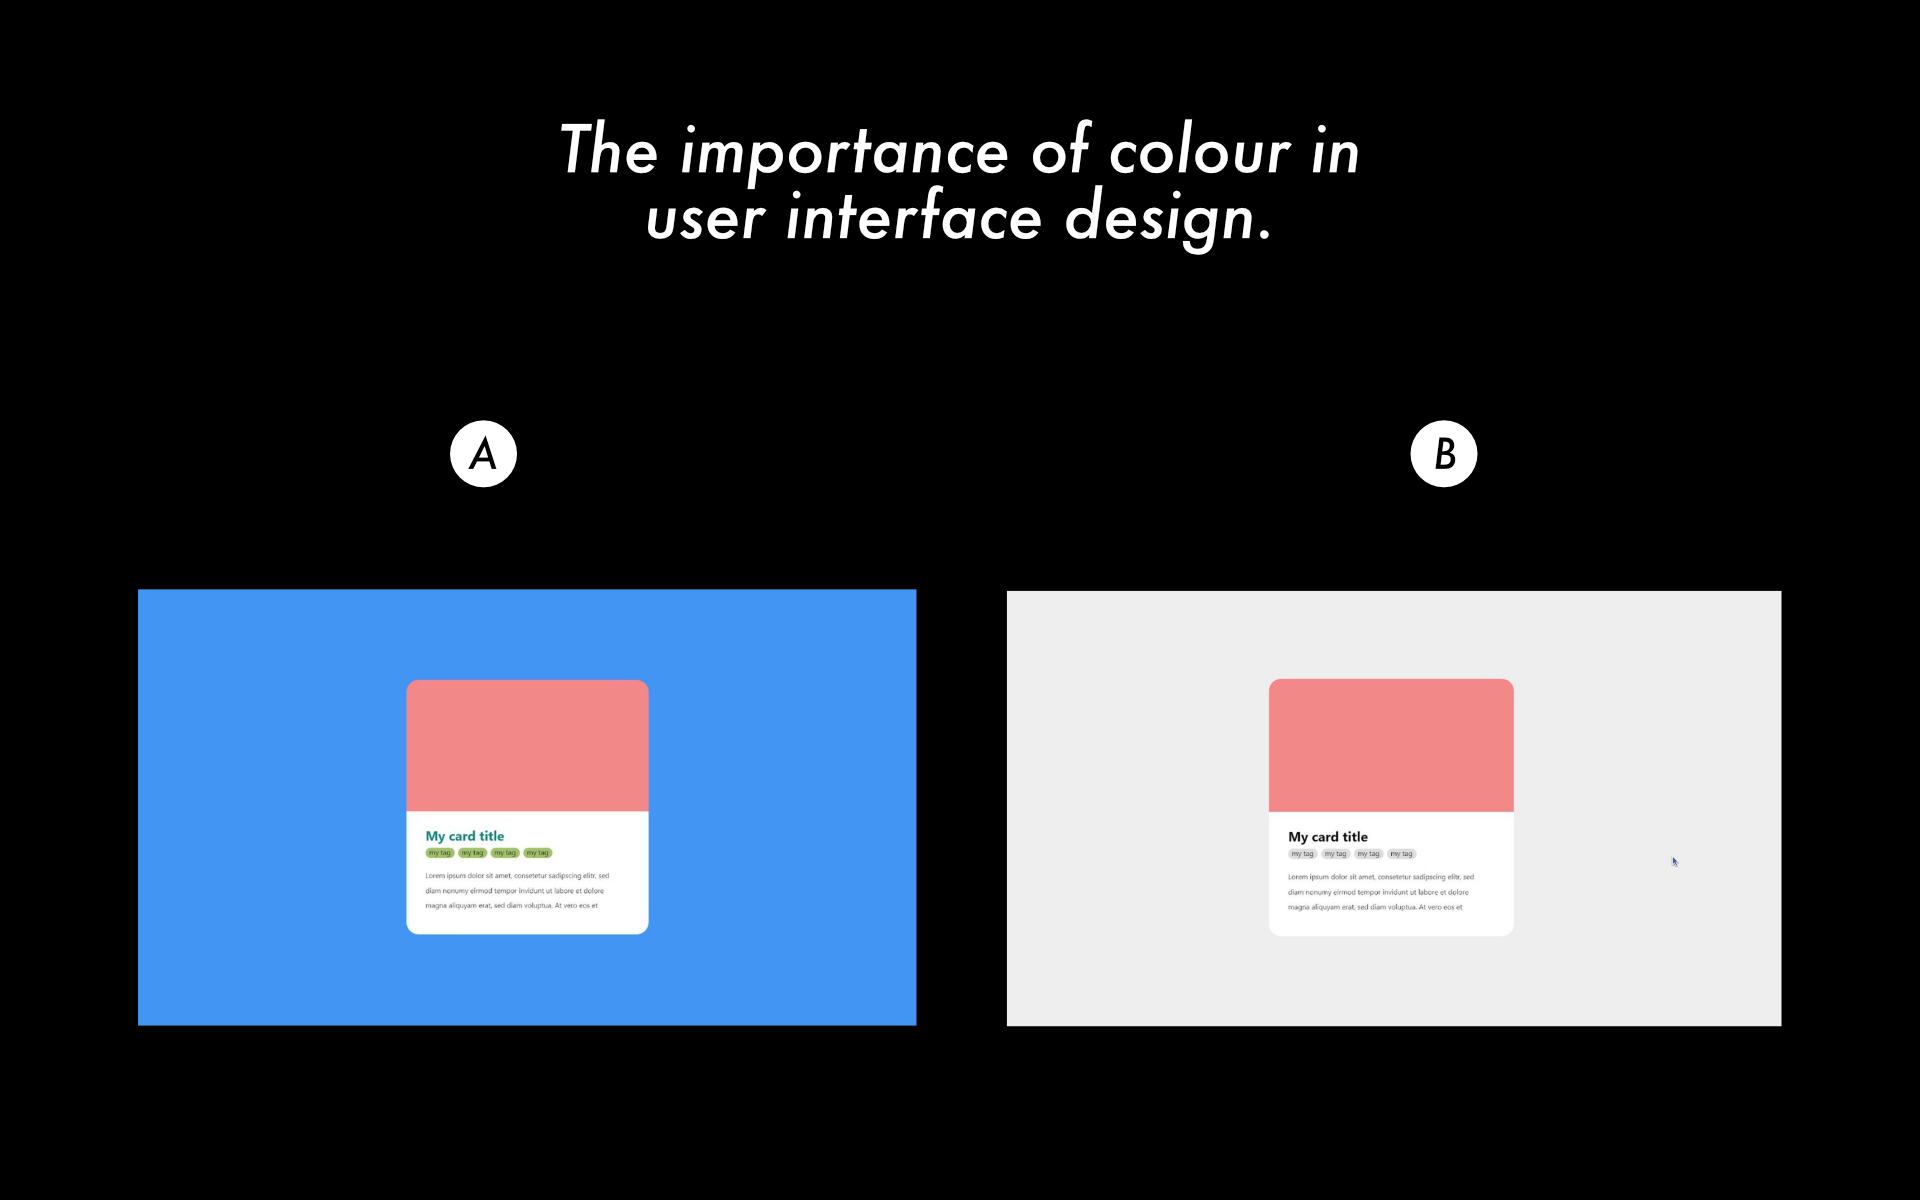 The importance of colour in
user interface design.
A
B
My card title
my tag my tag my tag my tag
Lorem ipsum dolor sit amet, consetetur sadipscing elitr, sed
diam nonumy eirmod tempor invidunt ut labore et dolore
magna aliquyam erat, sed diam voluptua. At vero eos et
My card title
my tag my tag my tag my tag
Lorem ipsum dolor sit amet, consetetur sadipscing elitr, sed
diam nonumy eirmod tempor invidunt ut labore et dolore
magna aliquyam erat, sed diam voluptua. At vero eos et